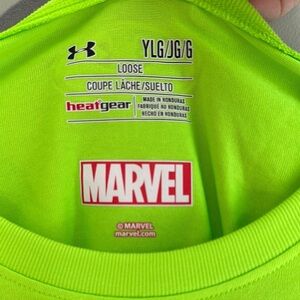 YLG/JG/G
LOOSE
COUPE LÂCHE/SUELTO
heatgear
MADE IN HONDURAS
FABRIQUÉ AU HONDURAS
HECHO EN HONDURAS
MARVEL
© MARVEL
marvel.com